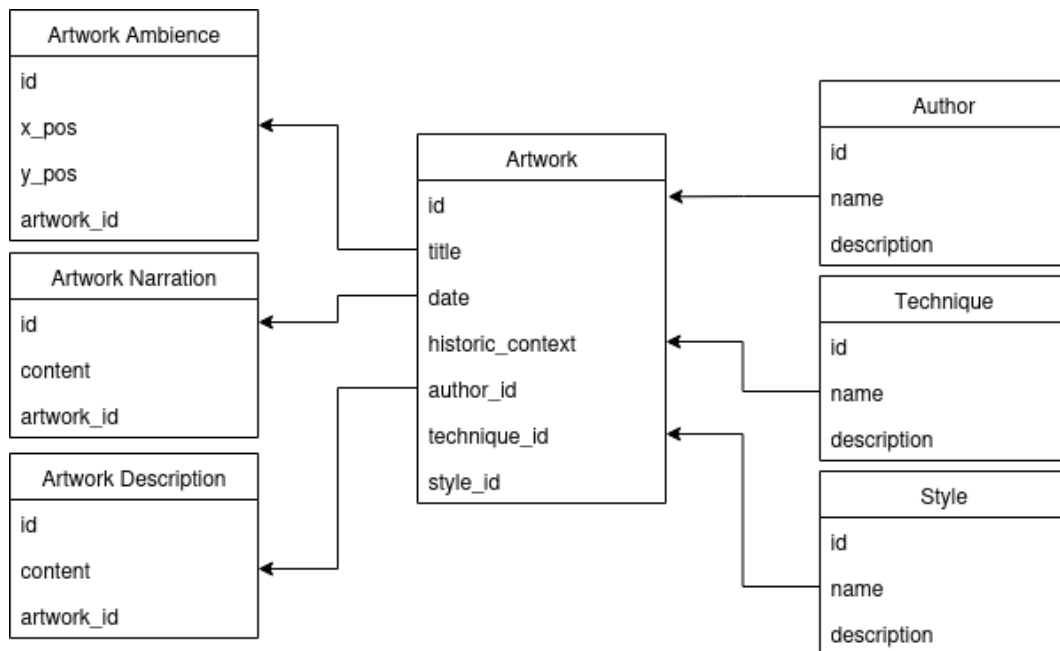 Artwork Ambience
id
x_pos
y_pos
artwork_id
Artwork Narration
id
content
artwork_id
Artwork Description
id
content
artwork_id
Artwork
id
title
date
historic_context
author_id
technique_id
style_id
Author
id
name
description
Technique
id
name
description
Style
id
name
description